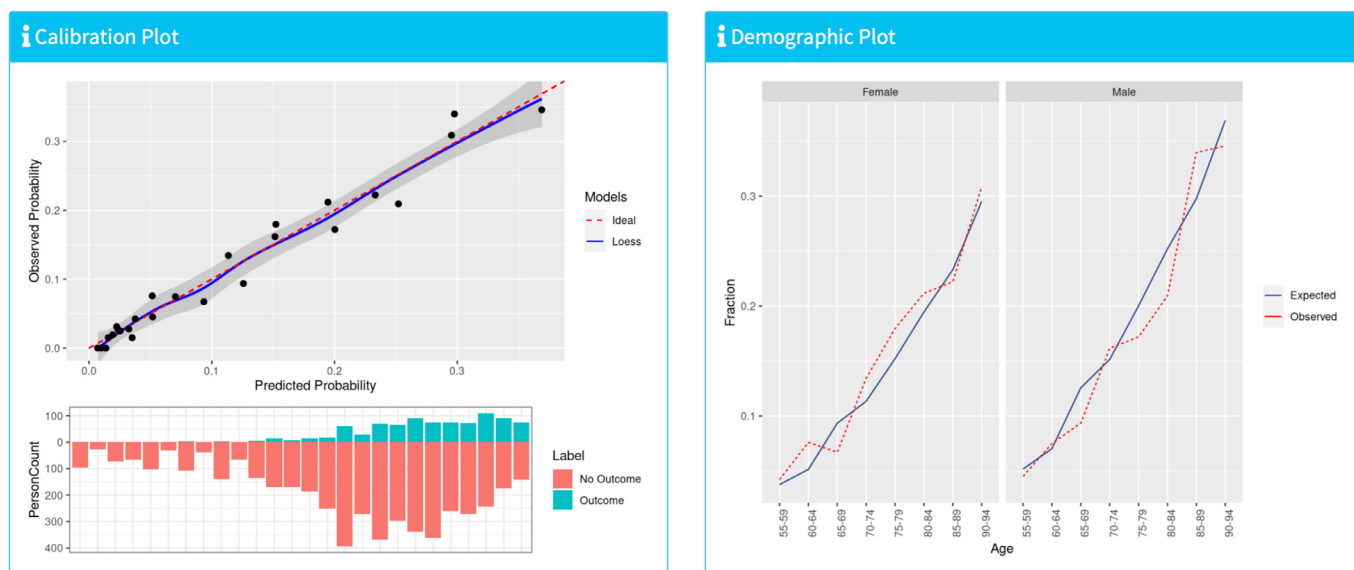 i Calibration Plot
0.3
0.2
0.1
0.0
Observed Probability
0.0 0.1 0.2 0.3
Predicted Probability
Models
Ideal
Loess
100
0
100
200
300
400
PersonCount
Label
No Outcome
Outcome
i Demographic Plot
Female Male
0.3
0.2
0.1
Fraction
55-59 60-64 65-69 70-74 75-79 80-84 85-89 90-94 55-59 60-64 65-69 70-74 75-79 80-84 85-89 90-94
Age
Expected
Observed